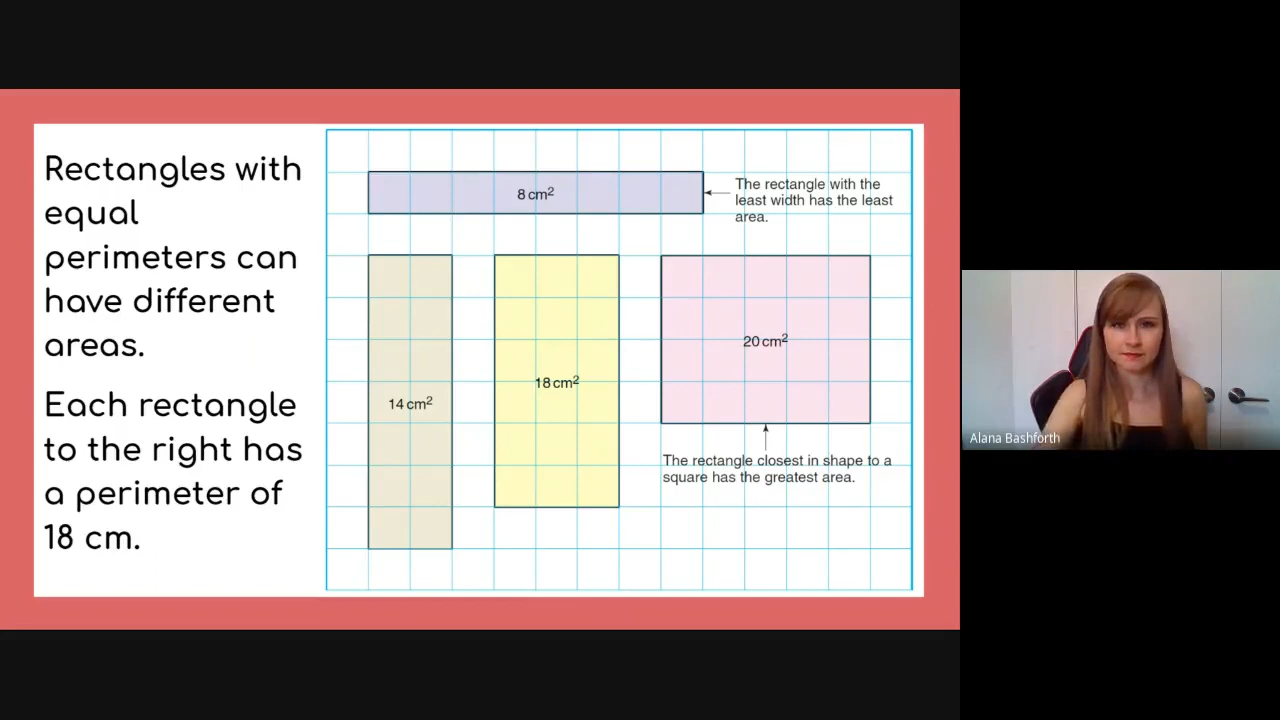 Rectangles with
equal
perimeters can
have different
areas.
Each rectangle
to the right has
a perimeter of
18 cm.
8 cm²
The rectangle with the
least width has the least
area.
14 cm²
18 cm²
20 cm²
The rectangle closest in shape to a
square has the greatest area.
Alana Bashforth